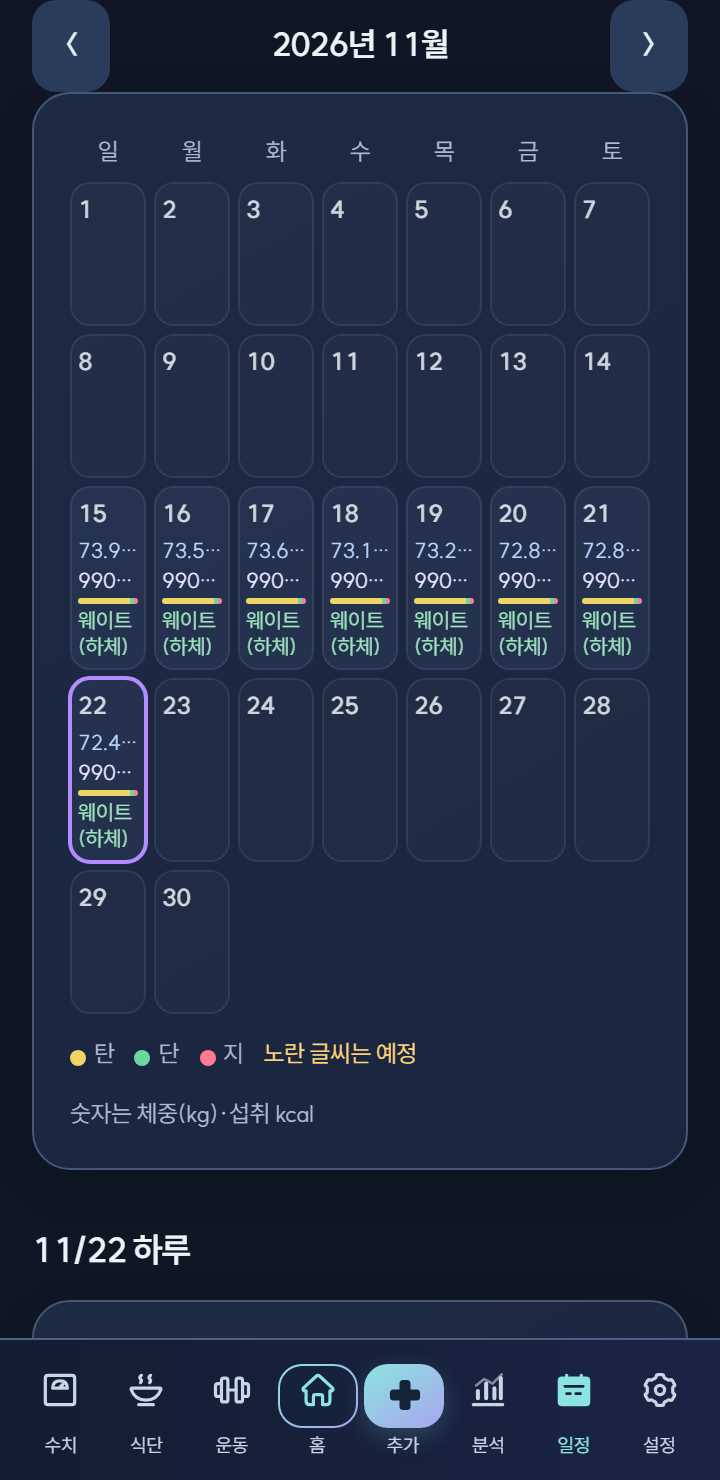 2026년 11월
일 월 화 수 목 금 토
1 2 3 4 5 6 7
8 9 10 11 12 13 14
15 16 17 18 19 20 21
73.9… 73.5… 73.6… 73.1… 73.2… 72.8… 72.8…
990… 990… 990… 990… 990… 990… 990…
웨이트 웨이트 웨이트 웨이트 웨이트 웨이트 웨이트
(하체) (하체) (하체) (하체) (하체) (하체) (하체)
22 23 24 25 26 27 28
72.4…
990…
웨이트
(하체)
29 30
탄 단 지 노란 글씨는 예정
숫자는 체중(kg)·섭취 kcal
11/22 하루
수치 식단 운동 홈 추가 분석 일정 설정